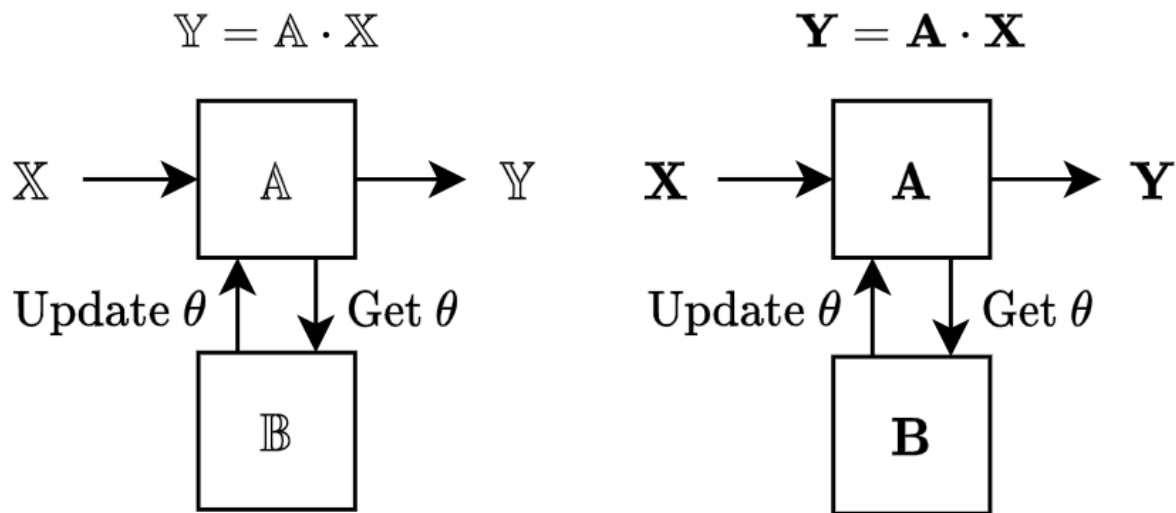 𝕐 = 𝔸 · 𝕏
𝕏 𝔸 𝕐
Update θ Get θ
𝔹
𝐘 = 𝐀 · 𝐗
𝐗 𝐀 𝐘
Update θ Get θ
𝐁